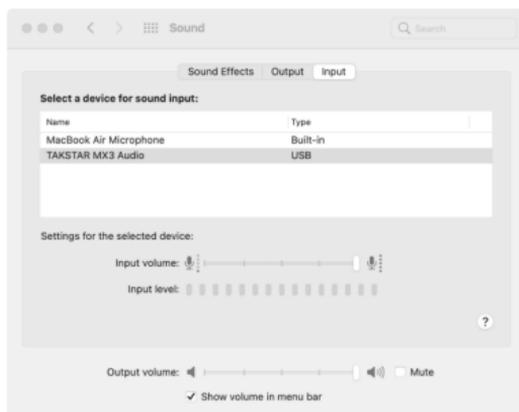 Sound
Search
Sound Effects Output Input
Select a device for sound input:
Name Type
MacBook Air Microphone Built-in
TAKSTAR MX3 Audio USB
Settings for the selected device:
Input volume:
Input level:
?
Output volume: Mute
Show volume in menu bar